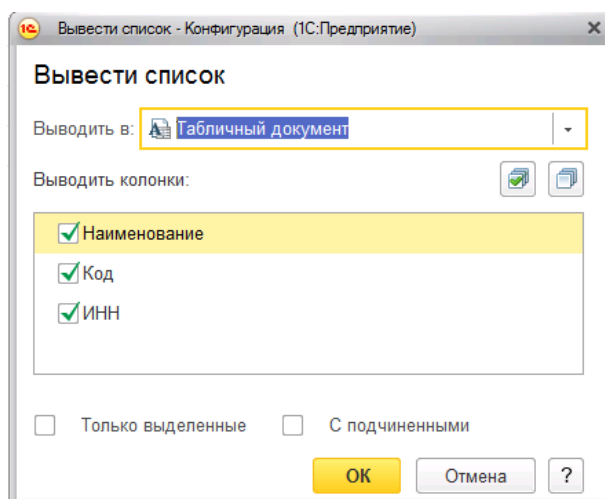 1С Вывести список - Конфигурация (1С:Предприятие)
Вывести список
Выводить в: Табличный документ
Выводить колонки:
Наименование
Код
ИНН
Только выделенные С подчиненными
ОК Отмена ?